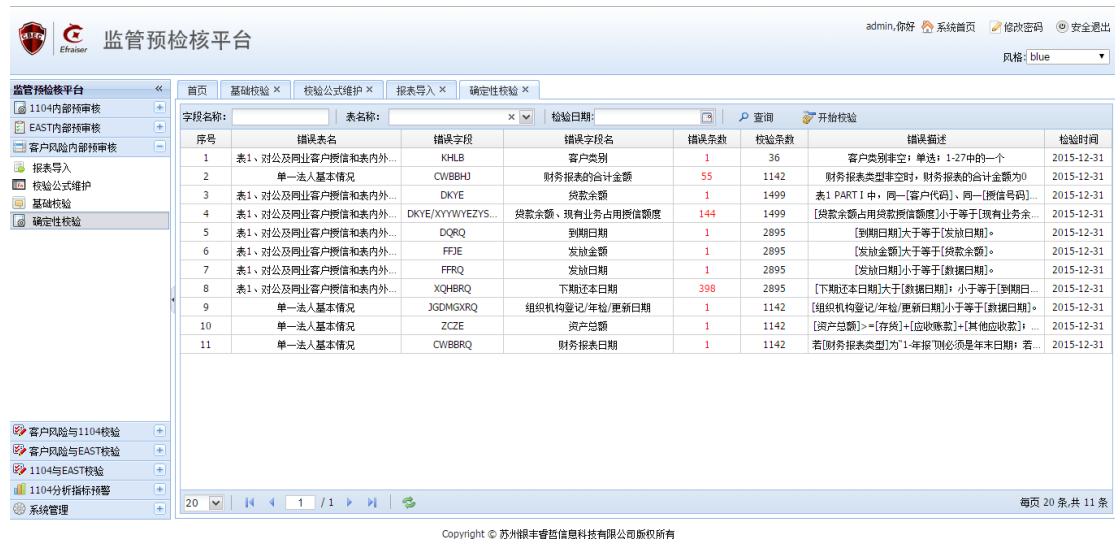 CBRC Efraiser 监管预检核平台
admin,你好 系统首页 修改密码 安全退出
风格: blue
监管预检核平台 «
1104内部预审核
EAST内部预审核
客户风险内部预审核
报表导入
校验公式维护
基础校验
确定性校验
客户风险与1104校验
客户风险与EAST校验
1104与EAST校验
1104分析指标预警
系统管理
首页 基础校验 × 校验公式维护 × 报表导入 × 确定性校验 ×
字段名称: 表名称: × 检验日期: 查询 开始校验
序号 错误表名 错误字段 错误字段名 错误条数 校验条数 错误描述 检验时间
1 表1、对公及同业客户授信和表内外... KHLB 客户类别 1 36 客户类别非空；单选；1-27中的一个 2015-12-31
2 单一法人基本情况 CWBBHJ 财务报表的合计金额 55 1142 财务报表类型非空时，财务报表的合计金额为0 2015-12-31
3 表1、对公及同业客户授信和表内外... DKYE 贷款余额 1 1499 表1 PART I 中，同一[客户代码]、同一[授信号码]... 2015-12-31
4 表1、对公及同业客户授信和表内外... DKYE/XYYWYEZYS... 贷款余额、现有业务占用授信额度 144 1499 [贷款余额占用贷款授信额度]小于等于[现有业务余... 2015-12-31
5 表1、对公及同业客户授信和表内外... DQRQ 到期日期 1 2895 [到期日期]大于等于[发放日期]。 2015-12-31
6 表1、对公及同业客户授信和表内外... FFJE 发放金额 1 2895 [发放金额]大于等于[贷款余额]。 2015-12-31
7 表1、对公及同业客户授信和表内外... FFRQ 发放日期 1 2895 [发放日期]小于等于[数据日期]。 2015-12-31
8 表1、对公及同业客户授信和表内外... XQHBRQ 下期还本日期 398 2895 [下期还本日期]大于[数据日期]；小于等于[到期日... 2015-12-31
9 单一法人基本情况 JGDMGXRQ 组织机构登记/年检/更新日期 1 1142 [组织机构登记/年检/更新日期]小于等于[数据日期]。 2015-12-31
10 单一法人基本情况 ZCZE 资产总额 1 1142 [资产总额]>=[存货]+[应收账款]+[其他应收款]；... 2015-12-31
11 单一法人基本情况 CWBBRQ 财务报表日期 1 1142 若[财务报表类型]为"1-年报"则必须是年末日期；若... 2015-12-31
20 1 / 1 每页 20 条,共 11 条
Copyright © 苏州银丰睿哲信息科技有限公司版权所有